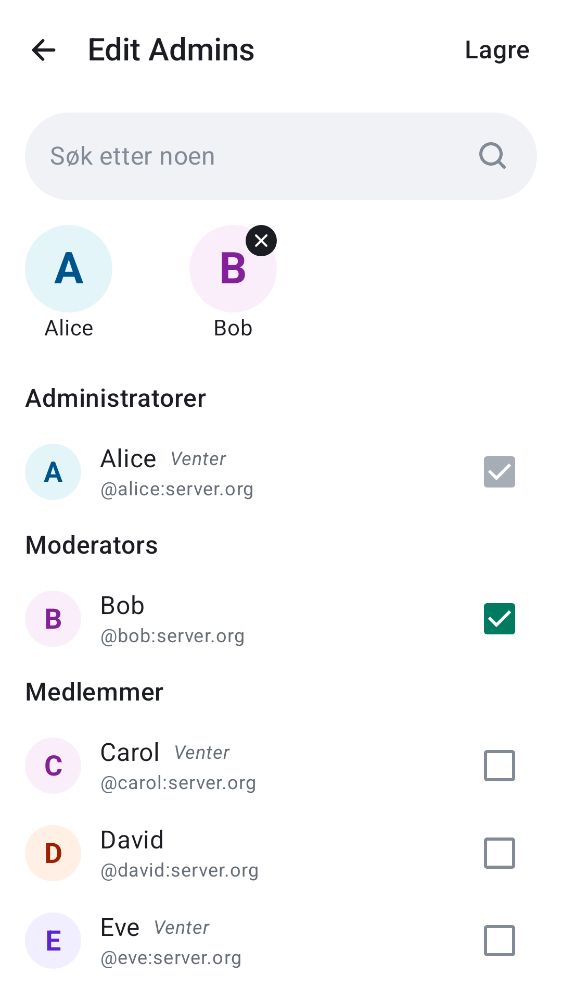 Edit Admins
Lagre
Søk etter noen
A
B
Alice
Bob
Administratorer
A
Alice Venter
@alice:server.org
Moderators
B
Bob
@bob:server.org
Medlemmer
C
Carol Venter
@carol:server.org
D
David
@david:server.org
E
Eve Venter
@eve:server.org